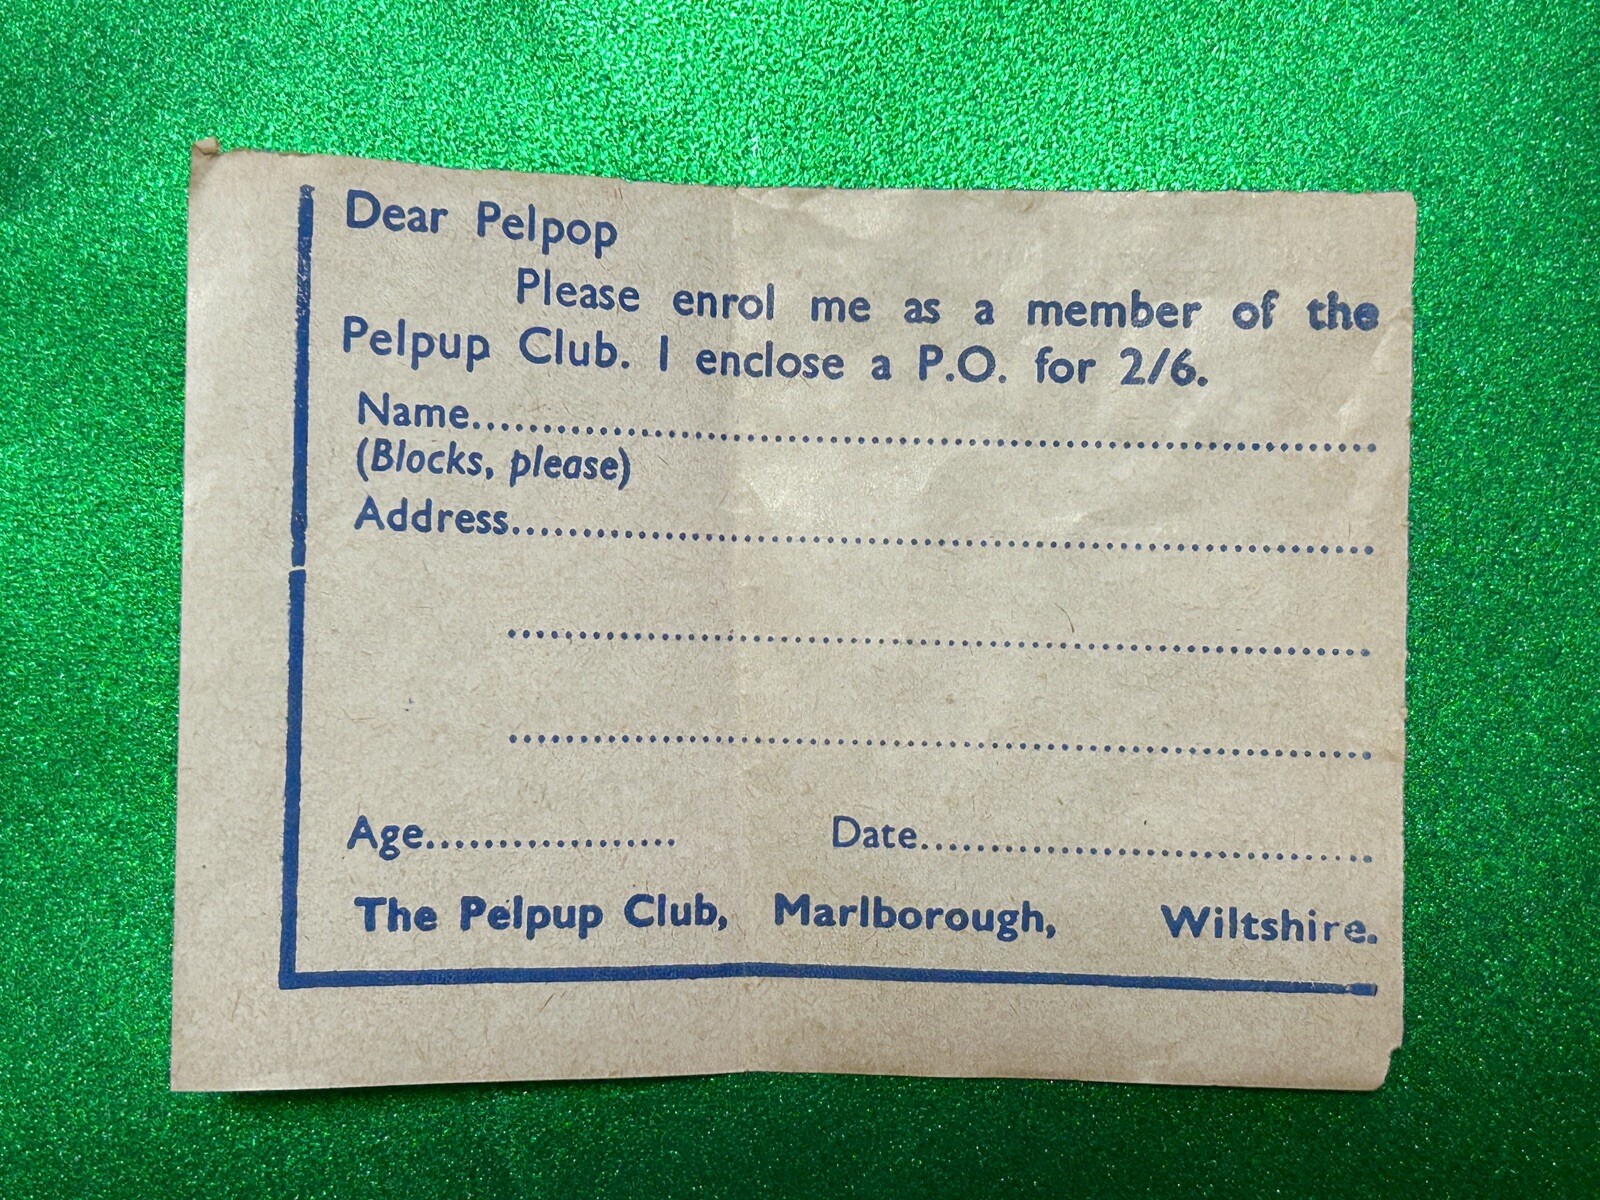 Dear Pelpop
Please enrol me as a member of the
Pelpup Club. I enclose a P.O. for 2/6.
Name........................................................................
(Blocks, please)
Address.....................................................................
.....................................................................
.....................................................................
Age.................... Date......................................
The Pelpup Club, Marlborough, Wiltshire.